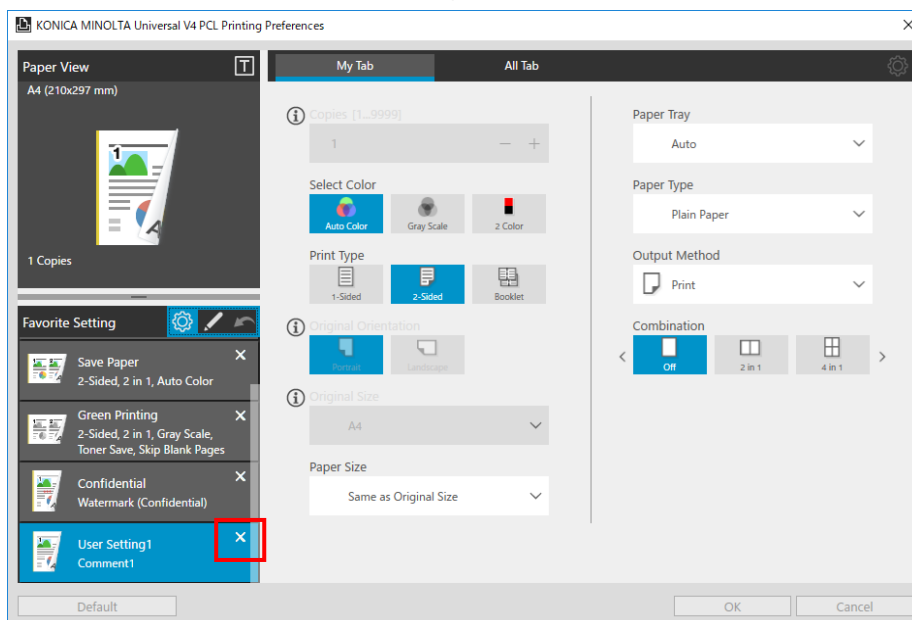 KONICA MINOLTA Universal V4 PCL Printing Preferences
Paper View
T
A4 (210x297 mm)
1
A
1 Copies
Favorite Setting
Save Paper
2-Sided, 2 in 1, Auto Color
Green Printing
2-Sided, 2 in 1, Gray Scale,
Toner Save, Skip Blank Pages
Confidential
Watermark (Confidential)
User Setting1
Comment1
My Tab
All Tab
Copies [1..9999]
1
Select Color
Auto Color
Gray Scale
2 Color
Print Type
1-Sided
2-Sided
Booklet
Original Orientation
Portrait
Landscape
Original Size
A4
Paper Size
Same as Original Size
Paper Tray
Auto
Paper Type
Plain Paper
Output Method
Print
Combination
Off
2 in 1
4 in 1
Default
OK
Cancel